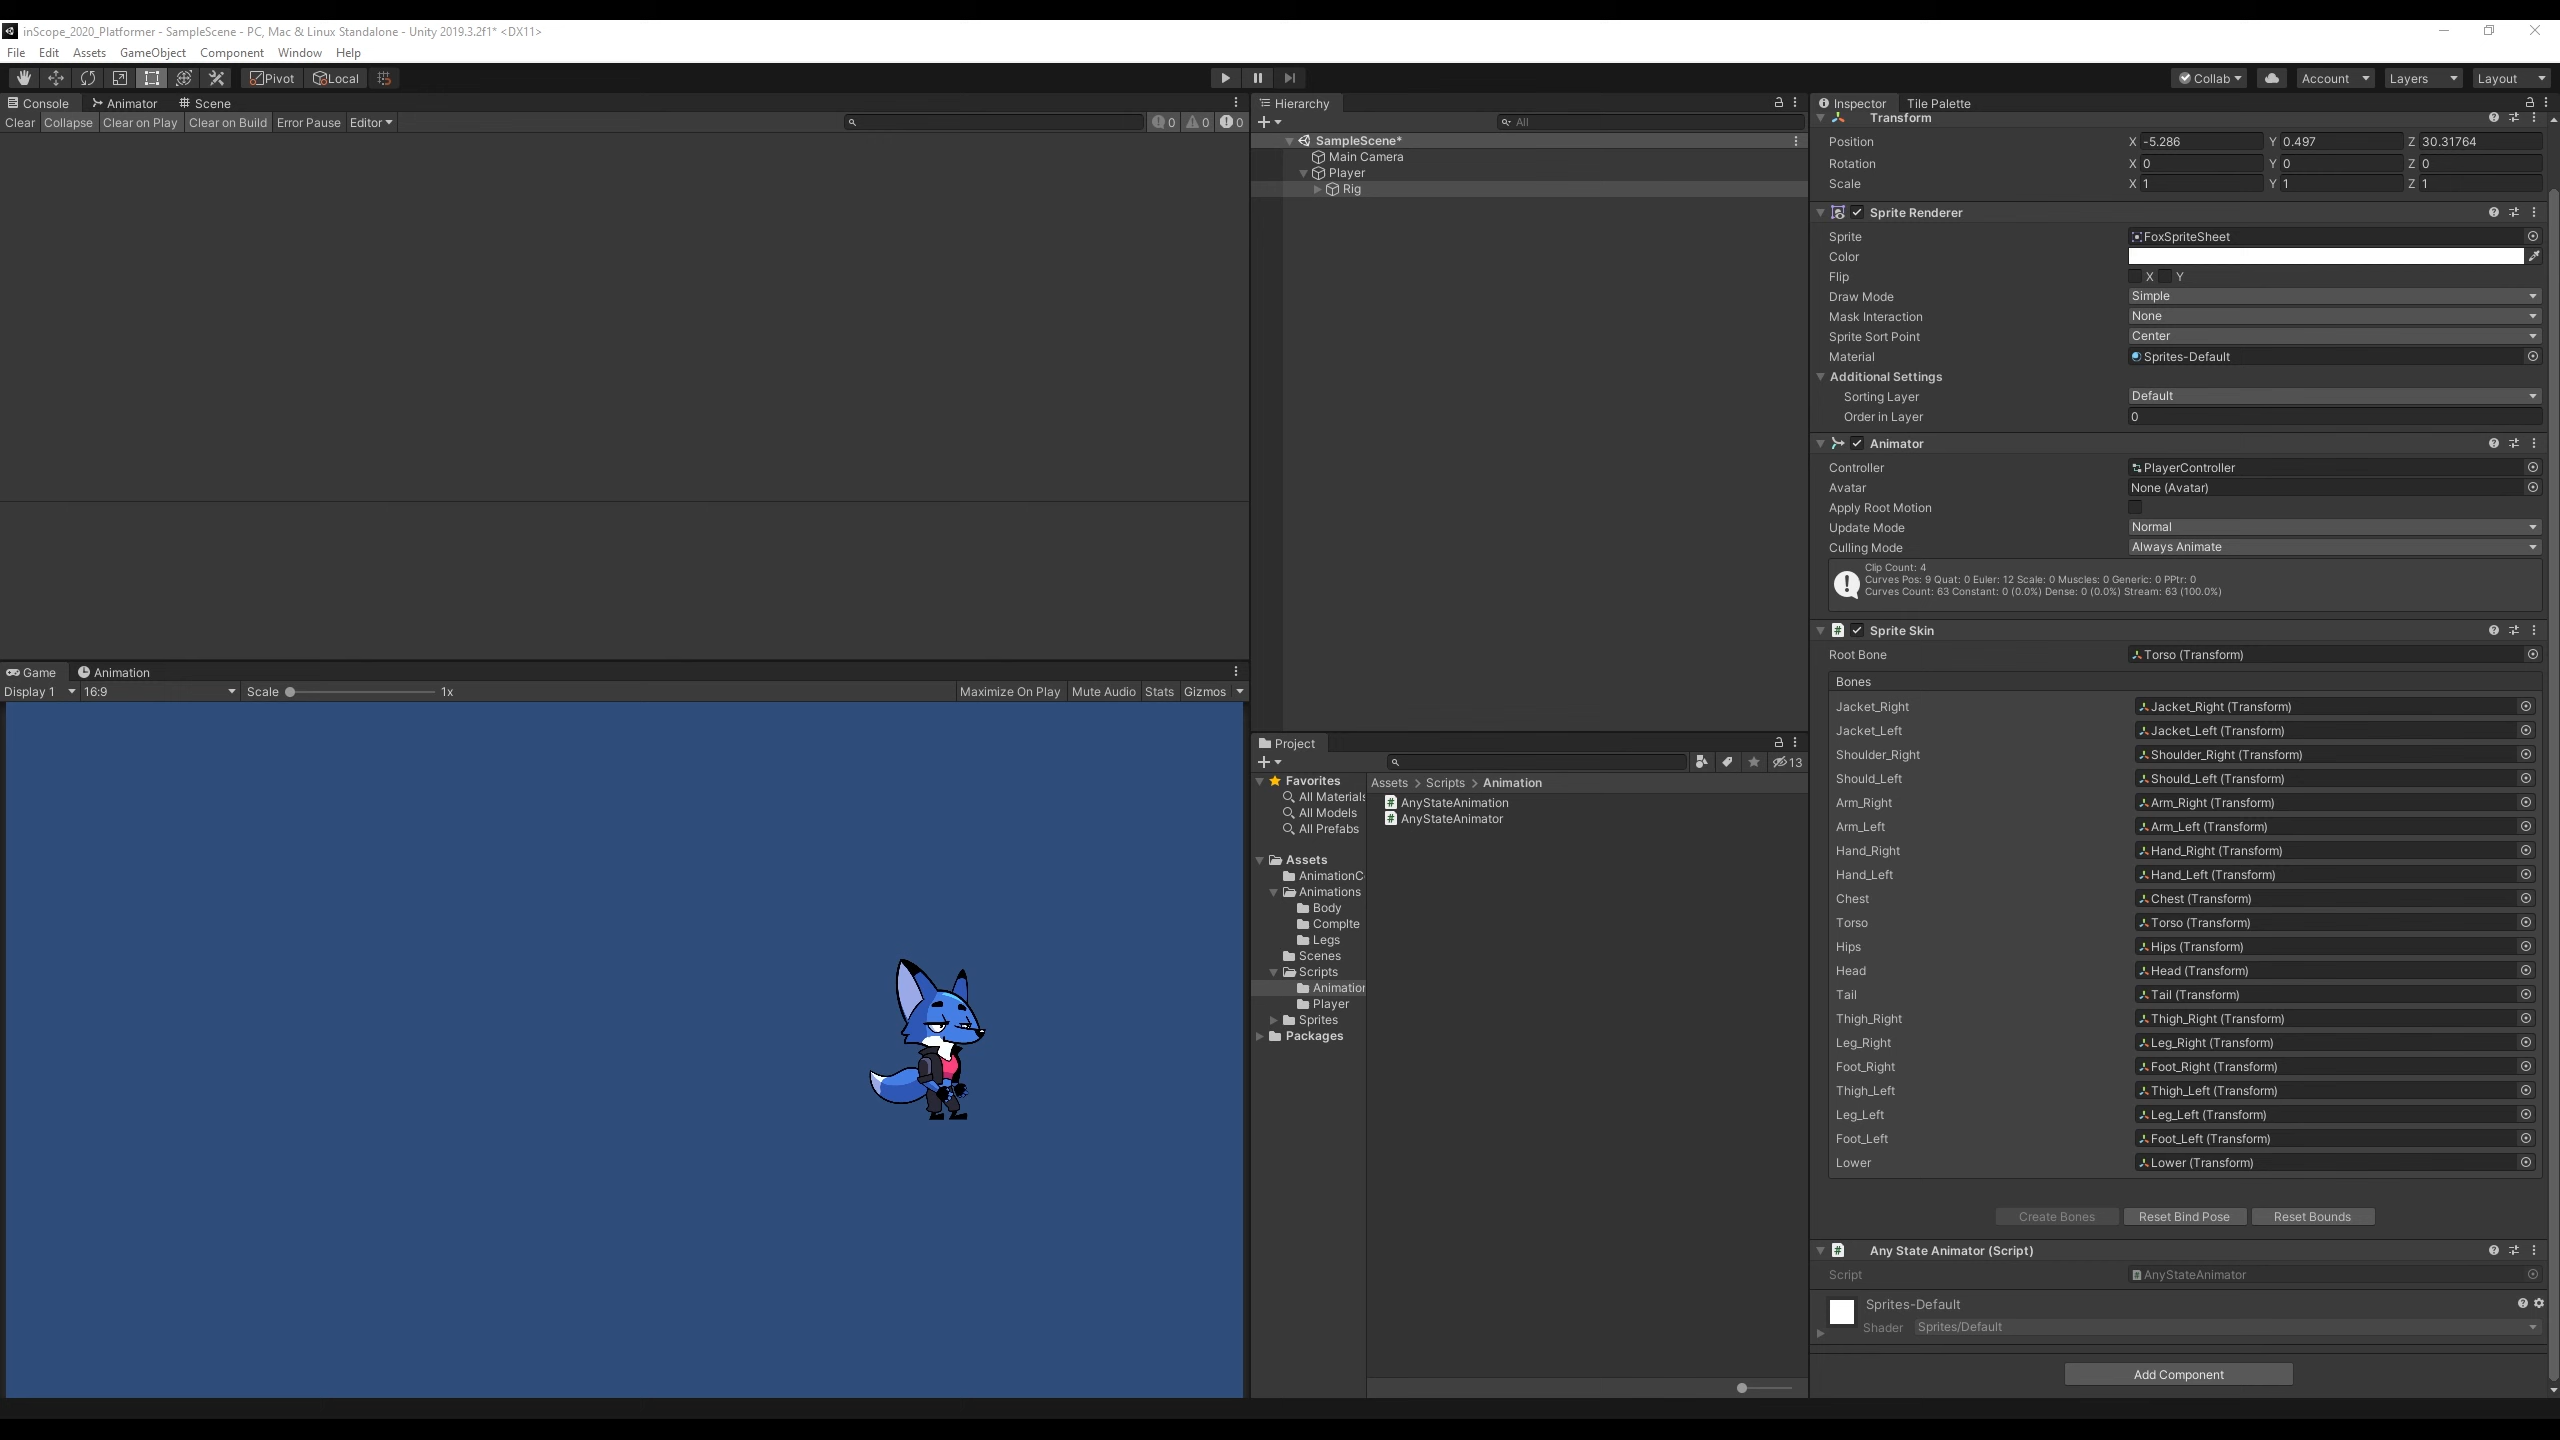 inScope_2020_Platformer - SampleScene - PC, Mac & Linux Standalone - Unity 2019.3.2f1* <DX11>
File Edit Assets GameObject Component Window Help
Pivot Local Collab Account Layers Layout
Console Animator Scene
Clear Collapse Clear on Play Clear on Build Error Pause Editor 0 0 0
Game Animation
Display 1 16:9 Scale 1x Maximize On Play Mute Audio Stats Gizmos
Hierarchy
All
SampleScene*
Main Camera
Player
Rig
Project
13
Favorites
All Materials
All Models
All Prefabs
Assets
AnimationC
Animations
Body
Complte
Legs
Scenes
Scripts
Animation
Player
Sprites
Packages
Assets > Scripts > Animation
AnyStateAnimation
AnyStateAnimator
Inspector Tile Palette
Transform
Position X -5.286 Y 0.497 Z 30.31764
Rotation X 0 Y 0 Z 0
Scale X 1 Y 1 Z 1
Sprite Renderer
Sprite FoxSpriteSheet
Color
Flip X Y
Draw Mode Simple
Mask Interaction None
Sprite Sort Point Center
Material Sprites-Default
Additional Settings
Sorting Layer Default
Order in Layer 0
Animator
Controller PlayerController
Avatar None (Avatar)
Apply Root Motion
Update Mode Normal
Culling Mode Always Animate
Clip Count: 4
Curves Pos: 9 Quat: 0 Euler: 12 Scale: 0 Muscles: 0 Generic: 0 PPtr: 0
Curves Count: 63 Constant: 0 (0.0%) Dense: 0 (0.0%) Stream: 63 (100.0%)
Sprite Skin
Root Bone Torso (Transform)
Bones
Jacket_Right Jacket_Right (Transform)
Jacket_Left Jacket_Left (Transform)
Shoulder_Right Shoulder_Right (Transform)
Should_Left Should_Left (Transform)
Arm_Right Arm_Right (Transform)
Arm_Left Arm_Left (Transform)
Hand_Right Hand_Right (Transform)
Hand_Left Hand_Left (Transform)
Chest Chest (Transform)
Torso Torso (Transform)
Hips Hips (Transform)
Head Head (Transform)
Tail Tail (Transform)
Thigh_Right Thigh_Right (Transform)
Leg_Right Leg_Right (Transform)
Foot_Right Foot_Right (Transform)
Thigh_Left Thigh_Left (Transform)
Leg_Left Leg_Left (Transform)
Foot_Left Foot_Left (Transform)
Lower Lower (Transform)
Create Bones Reset Bind Pose Reset Bounds
Any State Animator (Script)
Script AnyStateAnimator
Sprites-Default
Shader Sprites/Default
Add Component